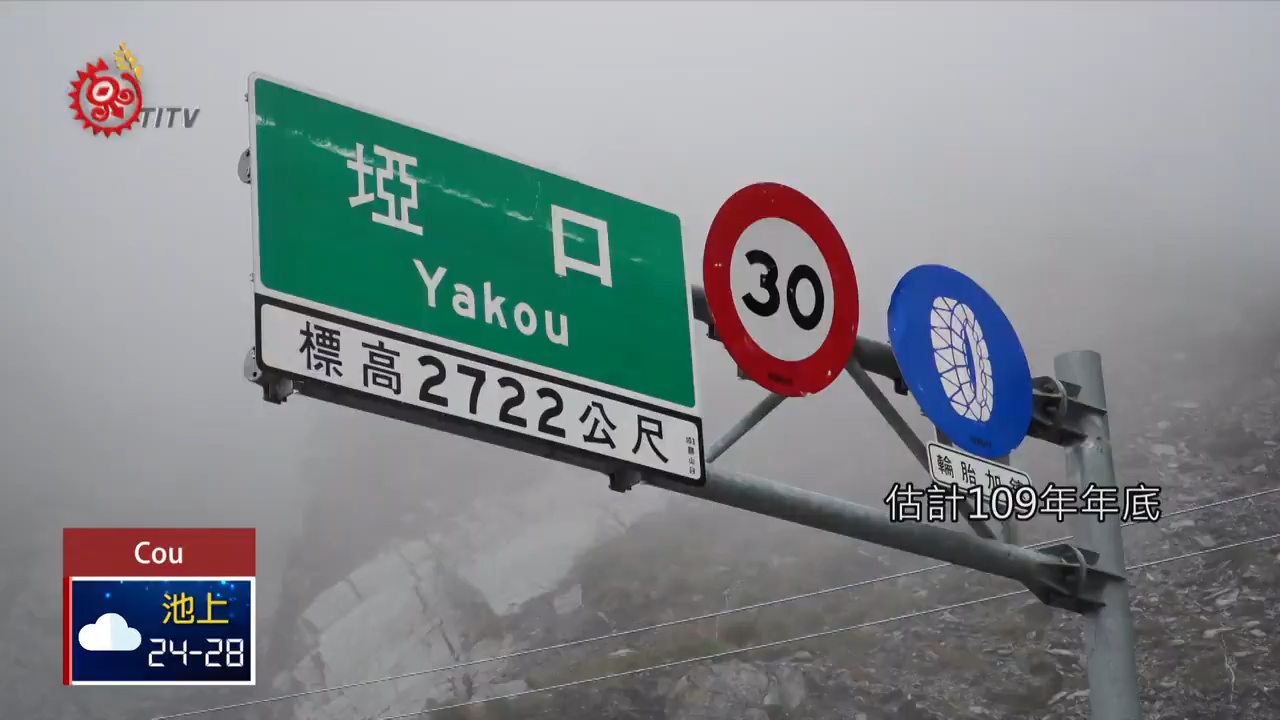 TITV
埡口
Yakou
標高2722公尺
30
輪胎加鏈
估計109年年底
Cou
池上
24-28